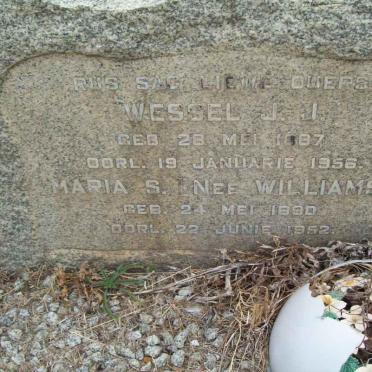 RUS SAG LIEWE OUERS
WESSEL J. J.
GEB. 28 MEI 1887
OORL. 19 JANUARIE 1956.
MARIA S. (NEE WILLIAMS
GEB. 24 MEI 1890
OORL. 22 JUNIE 1952.